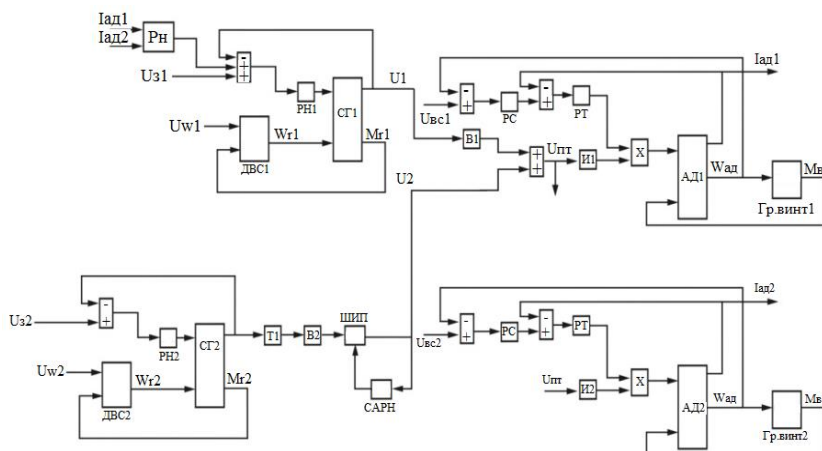 Iад1
Iад2
Рн
Uз1
-
+
+
РН1
СГ1
Uw1
Wr1
Mr1
ДВС1
U1
U2
-
+
Uвс1
РС
-
+
РТ
Iад1
В1
+
+
Uпт
И1
X
АД1
Wад
Мв
Гр.винт1
-
+
Uз2
РН2
СГ2
Uw2
Wr2
Mr2
ДВС2
Т1
В2
ШИП
САРН
-
+
Uвс2
РС
-
+
РТ
Iад2
Uпт
И2
X
АД2
Wад
Мв
Гр.винт2